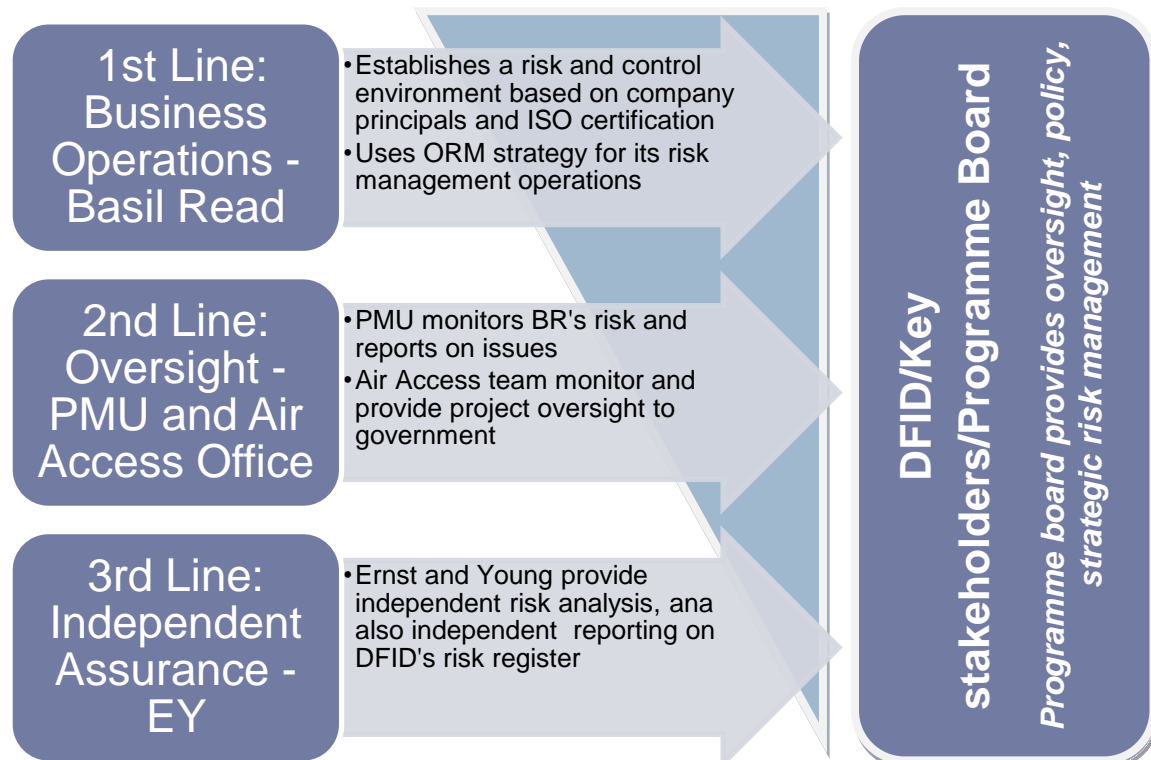 1st Line:
Business
Operations -
Basil Read
•Establishes a risk and control
environment based on company
principals and ISO certification
•Uses ORM strategy for its risk
management operations
2nd Line:
Oversight -
PMU and Air
Access Office
•PMU monitors BR's risk and
reports on issues
•Air Access team monitor and
provide project oversight to
government
3rd Line:
Independent
Assurance -
EY
•Ernst and Young provide
independent risk analysis, ana
also independent  reporting on
DFID's risk register
DFID/Key
stakeholders/Programme Board
Programme board provides oversight, policy,
strategic risk management